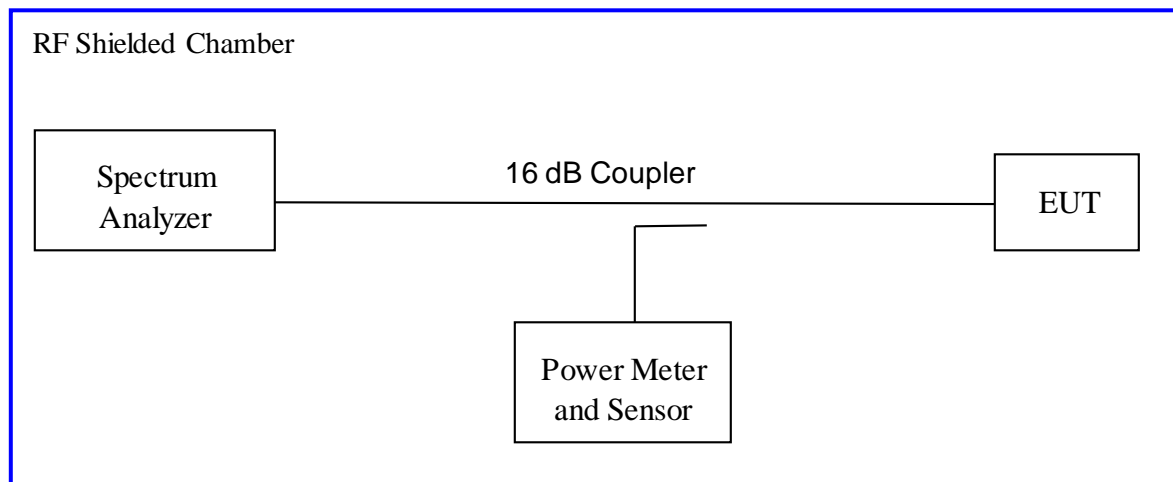 RF Shielded Chamber
16 dB Coupler
Spectrum
Analyzer
EUT
Power Meter
and Sensor